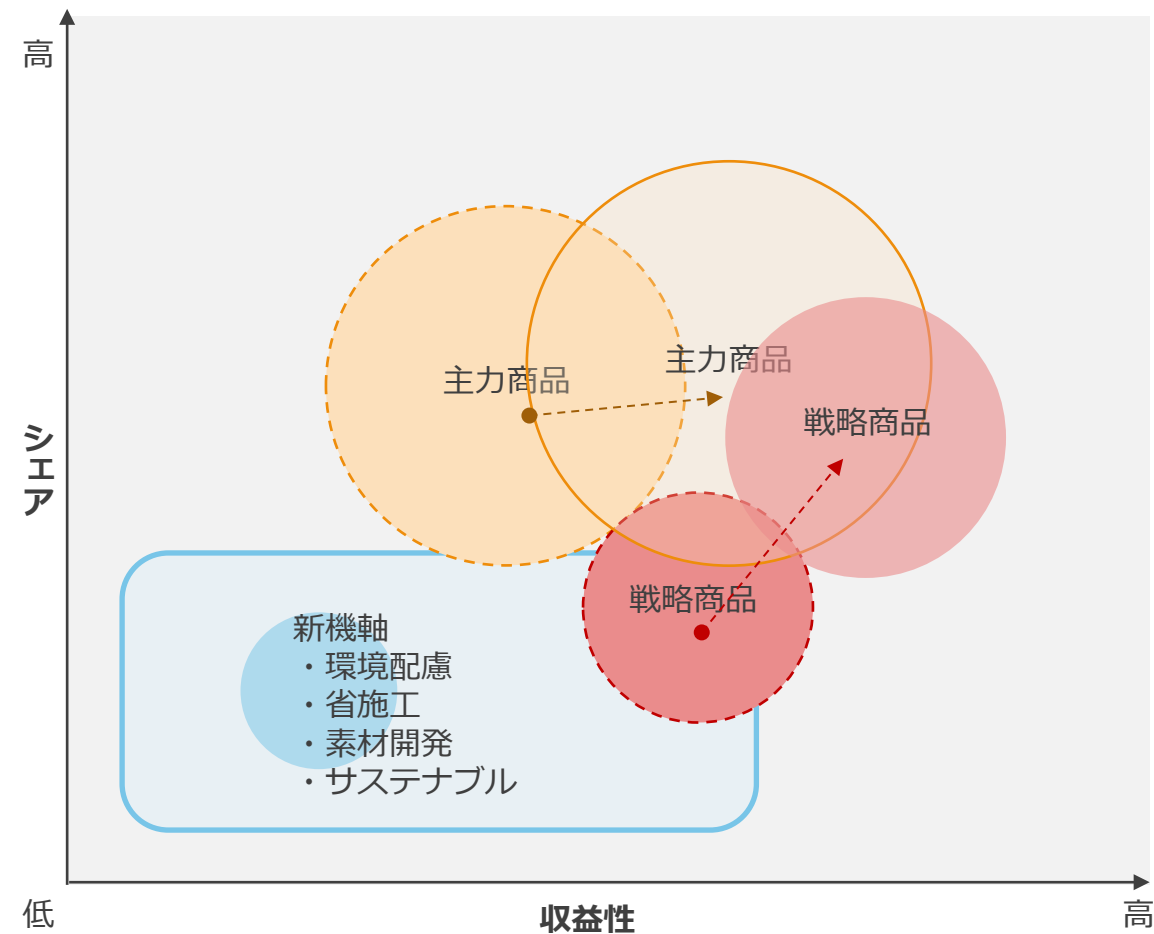 高
主力商品
主力商品
戦略商品
シェア
戦略商品
新機軸
・環境配慮
・省施工
・素材開発
・サステナブル
低
収益性
高